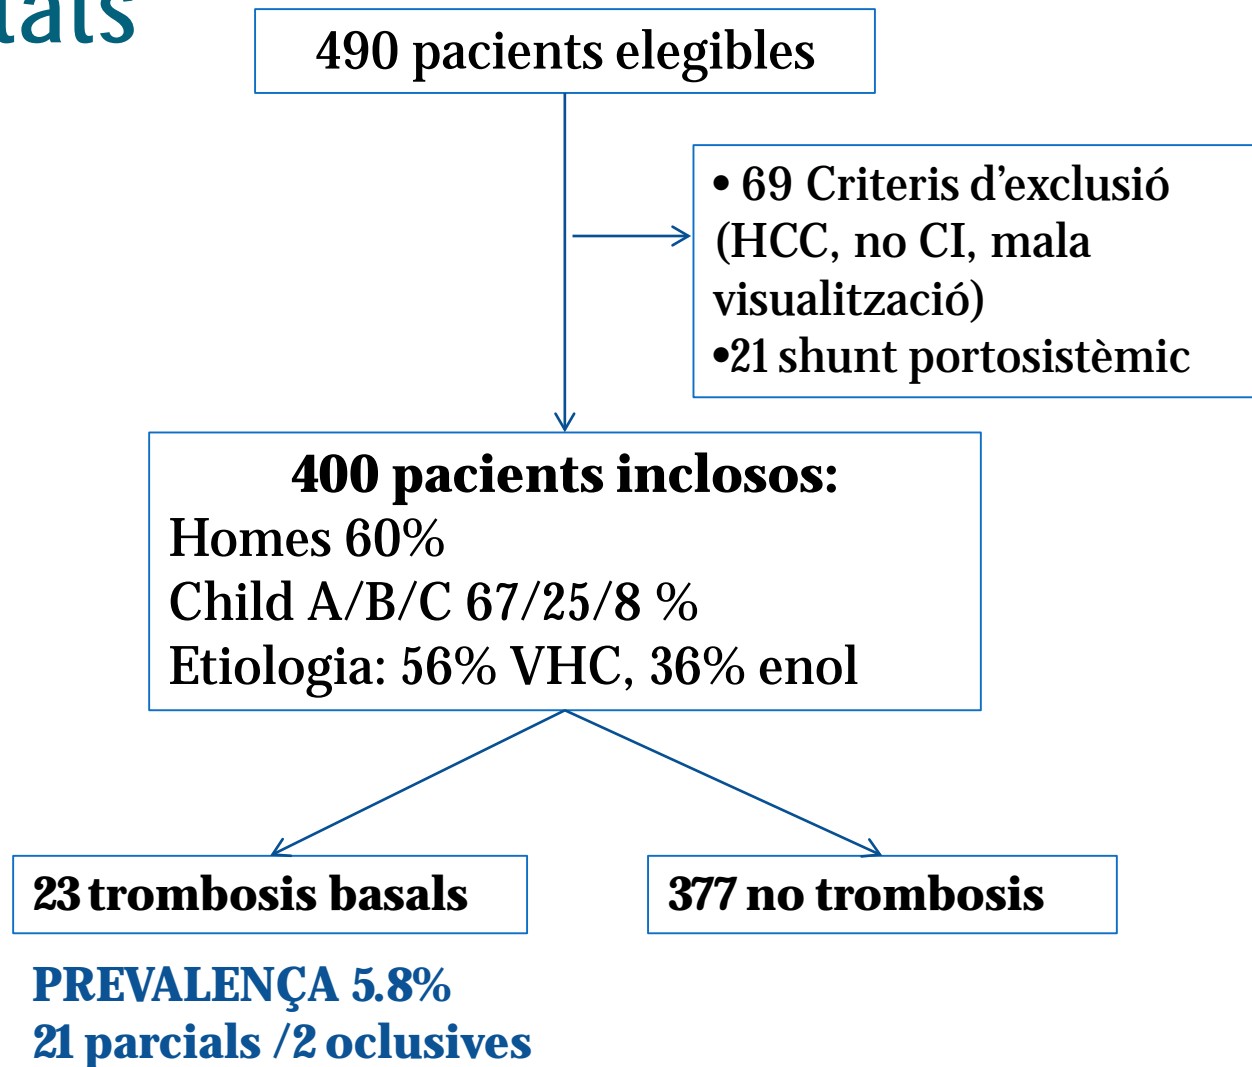 490 pacients elegibles
• 69 Criteris d'exclusió
(HCC, no CI, mala
visualització)
•21 shunt portosistèmic
400 pacients inclosos:
Homes 60%
Child A/B/C 67/25/8 %
Etiologia: 56% VHC, 36% enol
23 trombosis basals
377 no trombosis
PREVALENÇA 5.8%
21 parcials /2 oclusives